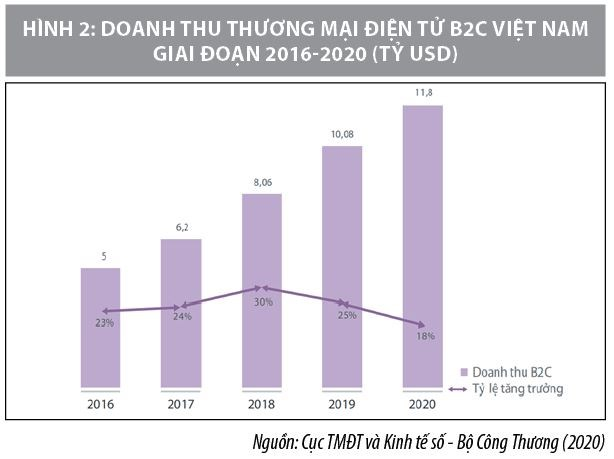 HÌNH 2: DOANH THU THƯƠNG MẠI ĐIỆN TỬ B2C VIỆT NAM
GIAI ĐOẠN 2016-2020 (TỶ USD)
11,8
10,08
8,06
6,2
5
23%
24%
30%
25%
18%
Doanh thu B2C
Tỷ lệ tăng trưởng
2016 2017 2018 2019 2020
Nguồn: Cục TMĐT và Kinh tế số - Bộ Công Thương (2020)